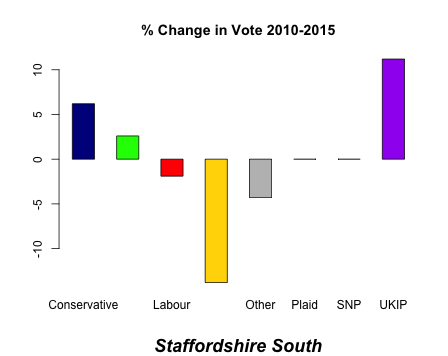 % Change in Vote 2010-2015
10
5
0
-5
-10
Conservative Labour Other Plaid SNP UKIP
Staffordshire South